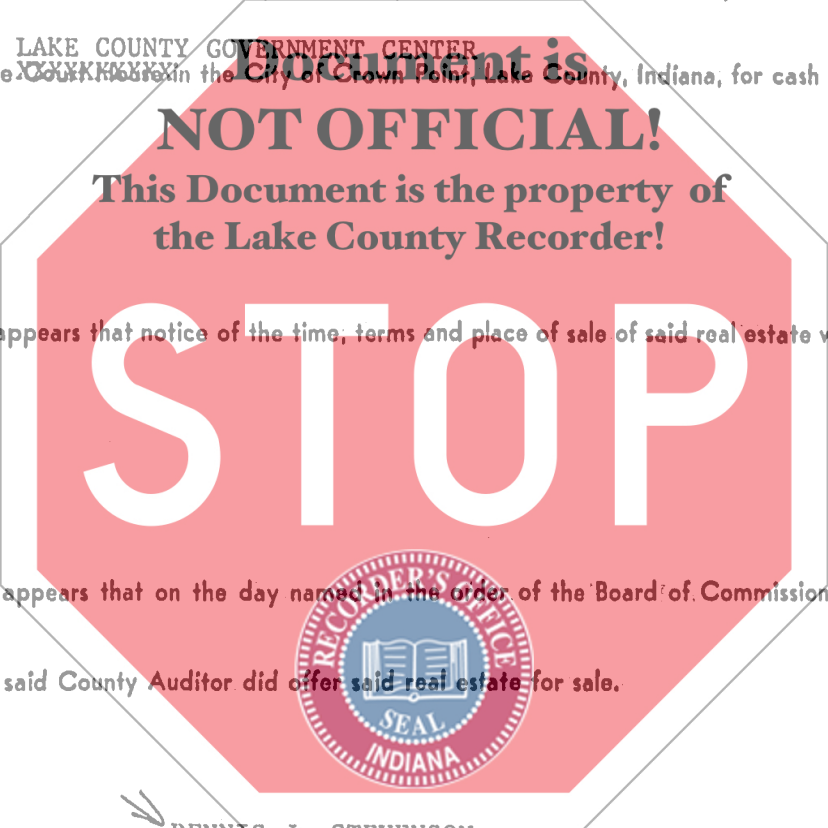 LAKE COUNTY GOVERNMENT CENTER
Document is
e Court House in the City of Crown Point, Lake County, Indiana, for cash
NOT OFFICIAL!
This Document is the property of
the Lake County Recorder!
appears that notice of the time, terms and place of sale of said real estate
STOP
appears that on the day named in the order of the Board of Commission
RECORDER'S OFFICE
said County Auditor did offer said real estate for sale.
SEAL
INDIANA